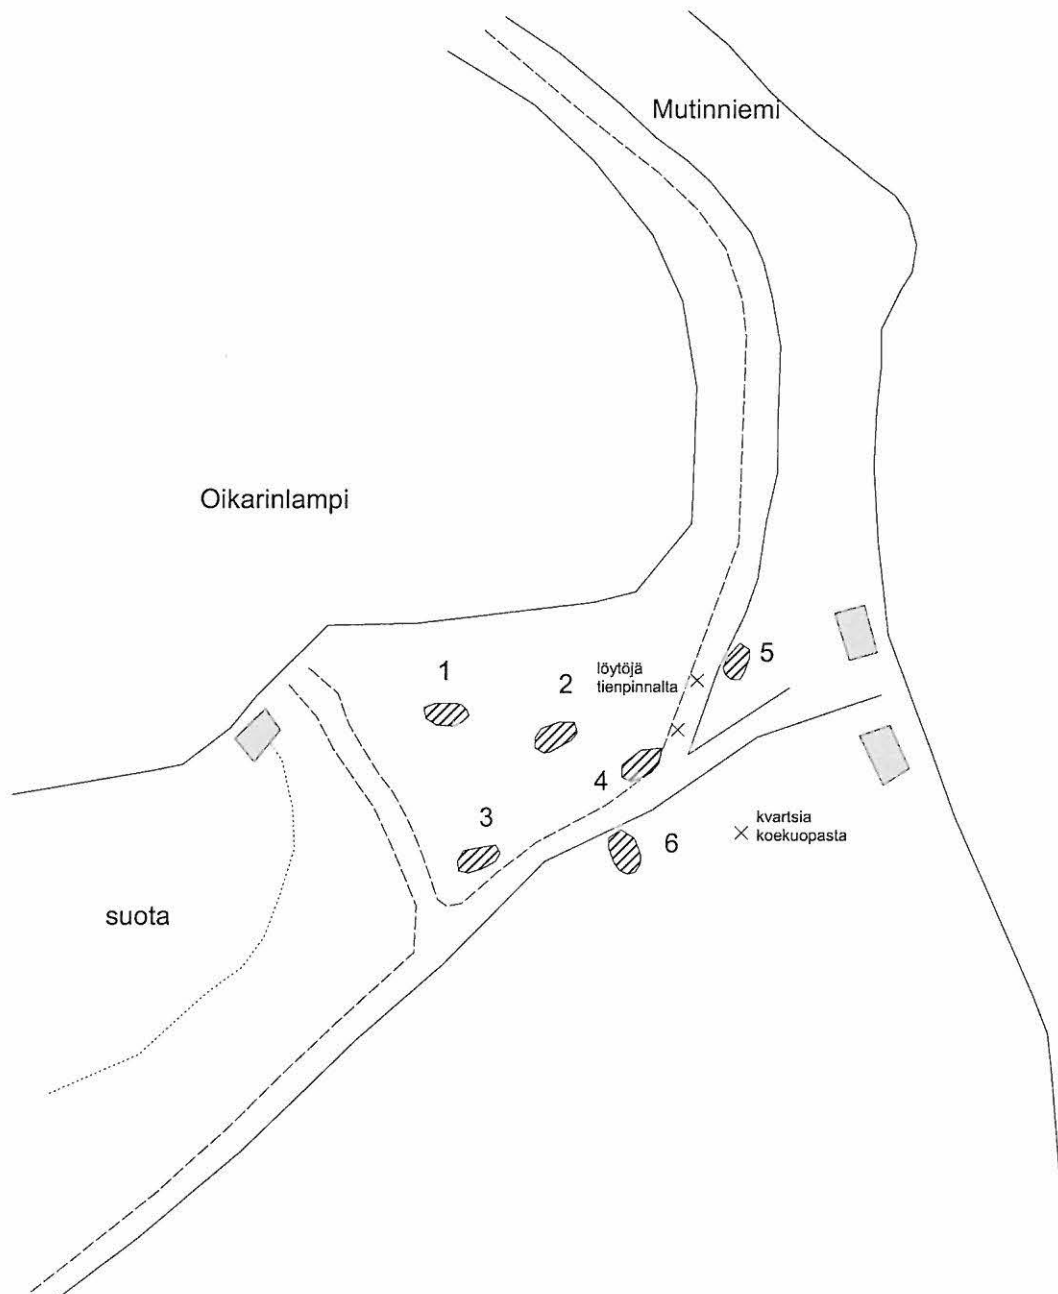 Mutinniemi
Oikarinlampi
1
2
löytöjä
tienpinnalta
5
4
3
6
kvartsia
koekuopasta
suota